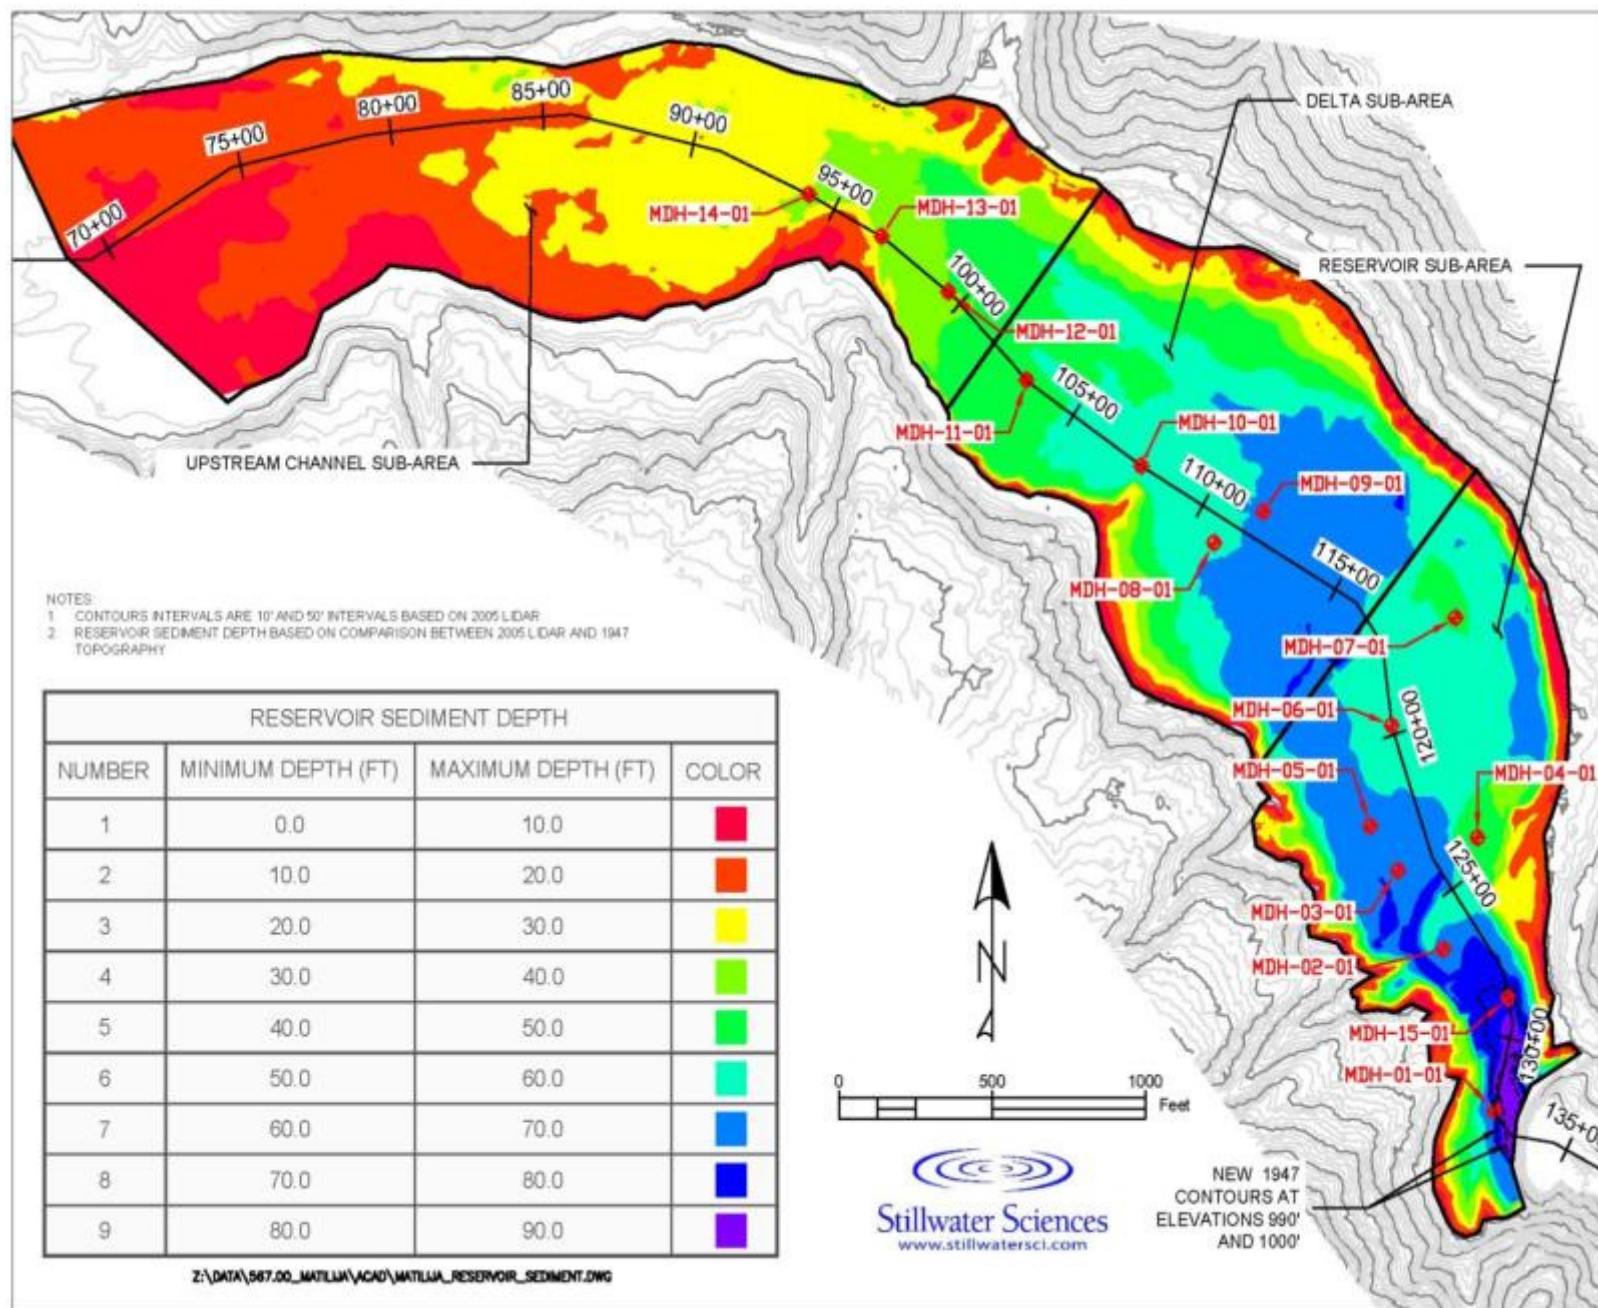 DELTA SUB-AREA
85+00
80+00
90+00
75+00
95+00
MDH-14-01
MDH-13-01
70+00
RESERVOIR SUB-AREA
100+00
MDH-12-01
105+00
MDH-11-01
MDH-10-01
UPSTREAM CHANNEL SUB-AREA
110+00
MDH-09-01
115+00
MDH-08-01
NOTES:
1 CONTOURS INTERVALS ARE 10' AND 50' INTERVALS BASED ON 2005 LIDAR
2 RESERVOIR SEDIMENT DEPTH BASED ON COMPARISON BETWEEN 2005 LIDAR AND 1947
TOPOGRAPHY
MDH-07-01
MDH-06-01
120+00
MDH-05-01
MDH-04-01
125+00
MDH-03-01
MDH-02-01
MDH-15-01
130+00
MDH-01-01
135+0
RESERVOIR SEDIMENT DEPTH
NUMBER MINIMUM DEPTH (FT) MAXIMUM DEPTH (FT) COLOR
1 0.0 10.0
2 10.0 20.0
3 20.0 30.0
4 30.0 40.0
5 40.0 50.0
6 50.0 60.0
7 60.0 70.0
8 70.0 80.0
9 80.0 90.0
N
0 500 1000
Feet
NEW 1947
CONTOURS AT
ELEVATIONS 990'
AND 1000'
Stillwater Sciences
www.stillwatersci.com
Z:\DATA\567.00_MATILIJA\ACAD\MATILIJA_RESERVOIR_SEDIMENT.DWG